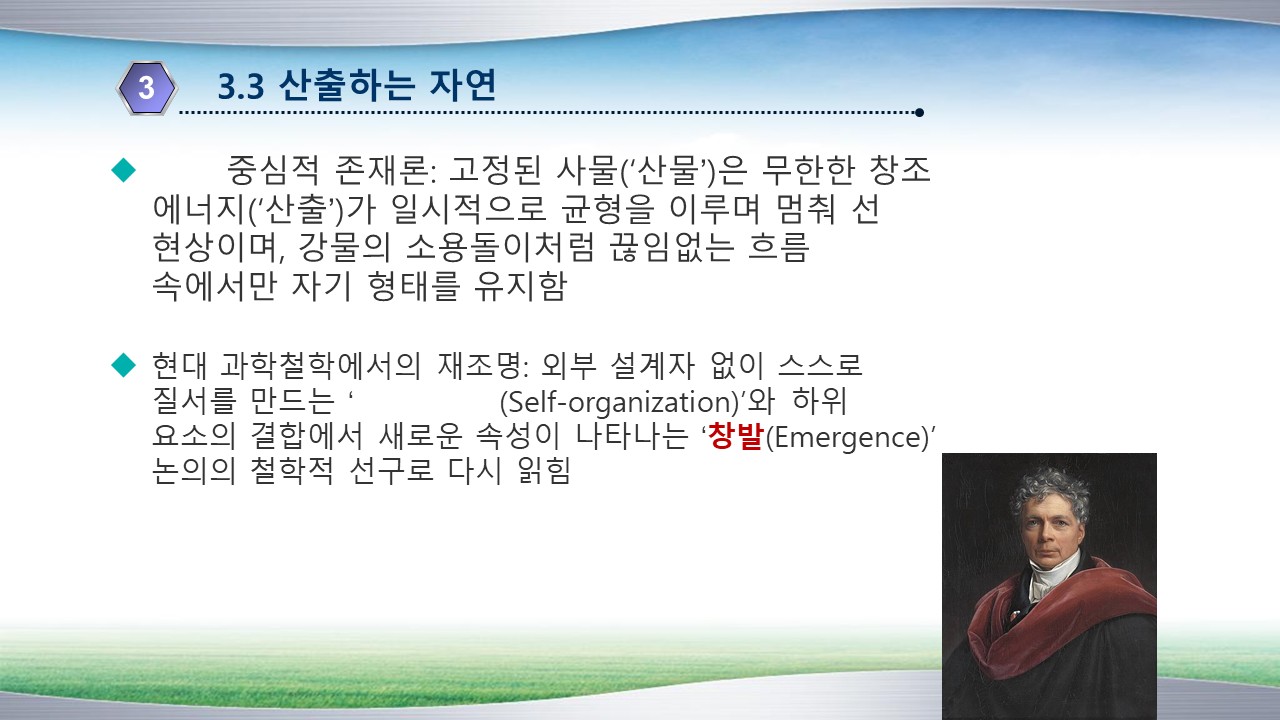 3
3.3 산출하는 자연
중심적 존재론: 고정된 사물(‘산물’)은 무한한 창조
에너지(‘산출’)가 일시적으로 균형을 이루며 멈춰 선
현상이며, 강물의 소용돌이처럼 끊임없는 흐름
속에서만 자기 형태를 유지함
현대 과학철학에서의 재조명: 외부 설계자 없이 스스로
질서를 만드는 ‘ (Self-organization)’와 하위
요소의 결합에서 새로운 속성이 나타나는 ‘창발(Emergence)’
논의의 철학적 선구로 다시 읽힘